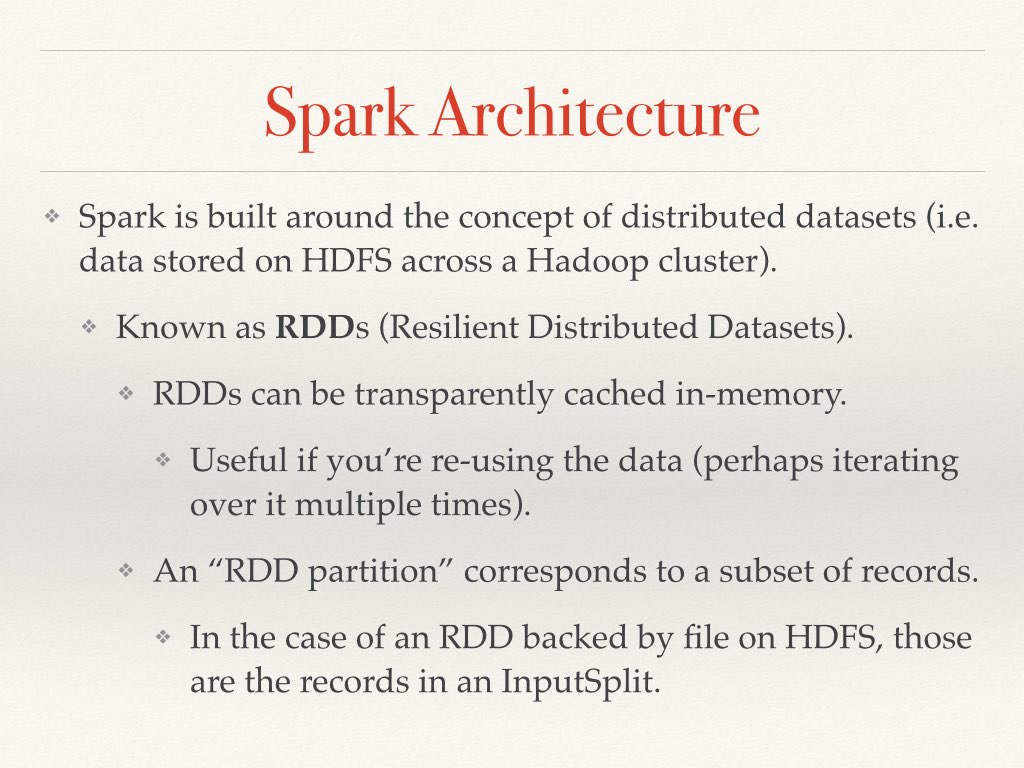 Spark Architecture
❖ Spark is built around the concept of distributed datasets (i.e.
data stored on HDFS across a Hadoop cluster).
❖ Known as RDDs (Resilient Distributed Datasets).
❖ RDDs can be transparently cached in-memory.
❖ Useful if you’re re-using the data (perhaps iterating
over it multiple times).
❖ An “RDD partition” corresponds to a subset of records.
❖ In the case of an RDD backed by file on HDFS, those
are the records in an InputSplit.